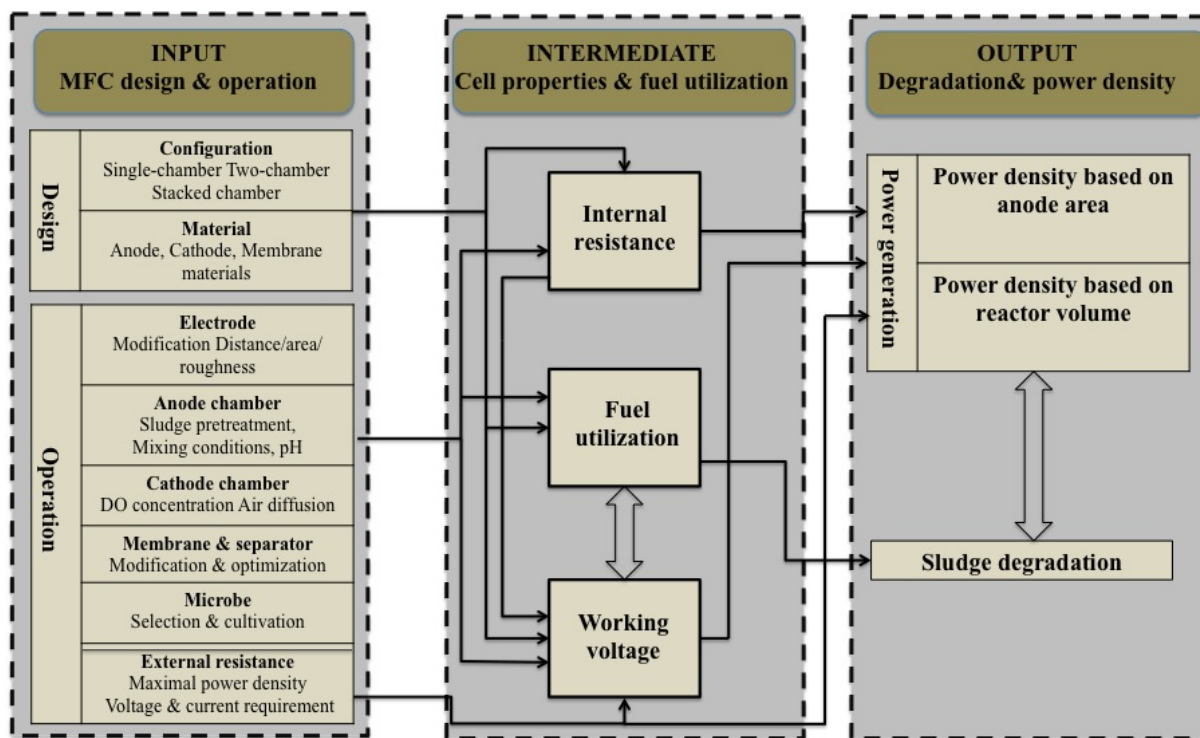 INPUT
MFC design & operation
Design
Configuration
Single-chamber Two-chamber
Stacked chamber
Material
Anode, Cathode, Membrane
materials
Operation
Electrode
Modification Distance/area/
roughness
Anode chamber
Sludge pretreatment,
Mixing conditions, pH
Cathode chamber
DO concentration Air diffusion
Membrane & separator
Modification & optimization
Microbe
Selection & cultivation
External resistance
Maximal power density
Voltage & current requirement
INTERMEDIATE
Cell properties & fuel utilization
Internal
resistance
Fuel
utilization
Working
voltage
OUTPUT
Degradation& power density
Power generation
Power density based on
anode area
Power density based on
reactor volume
Sludge degradation